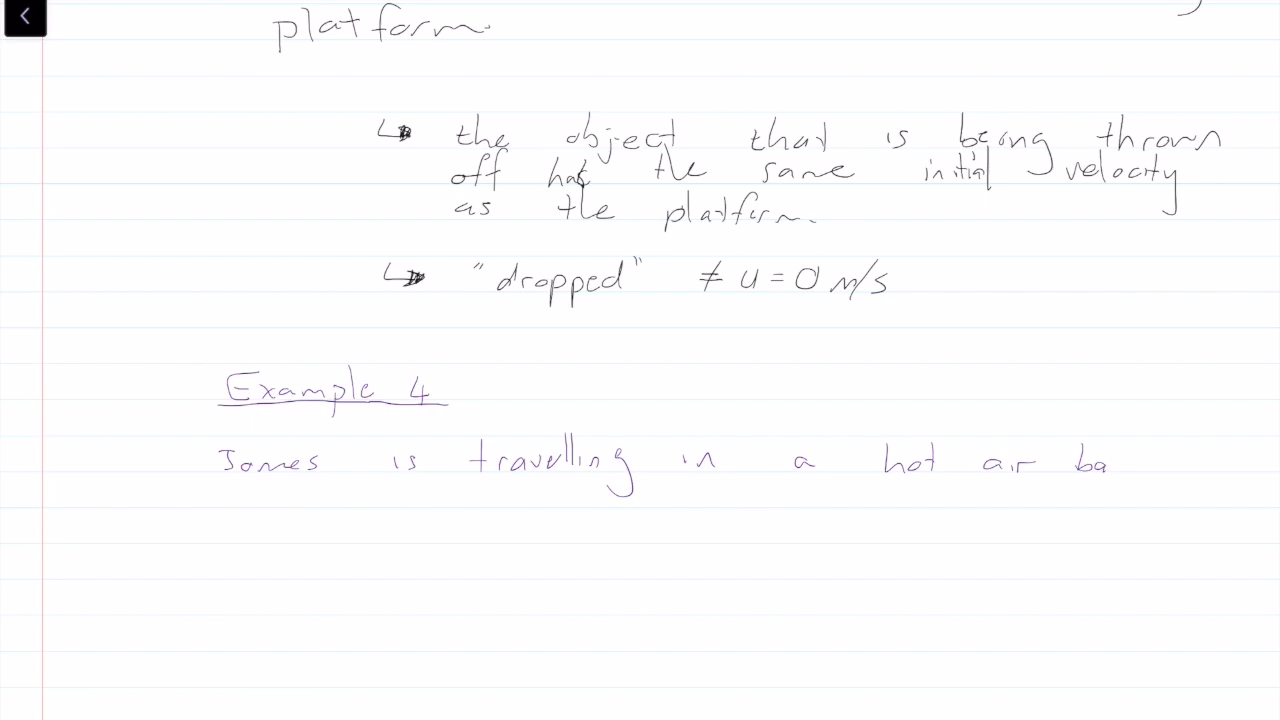 platform.
↳ the object that is being thrown
off has the same initial velocity
as the platform.
↳ "dropped" ≠ u = 0 m/s
Example 4
James is travelling in a hot air ba